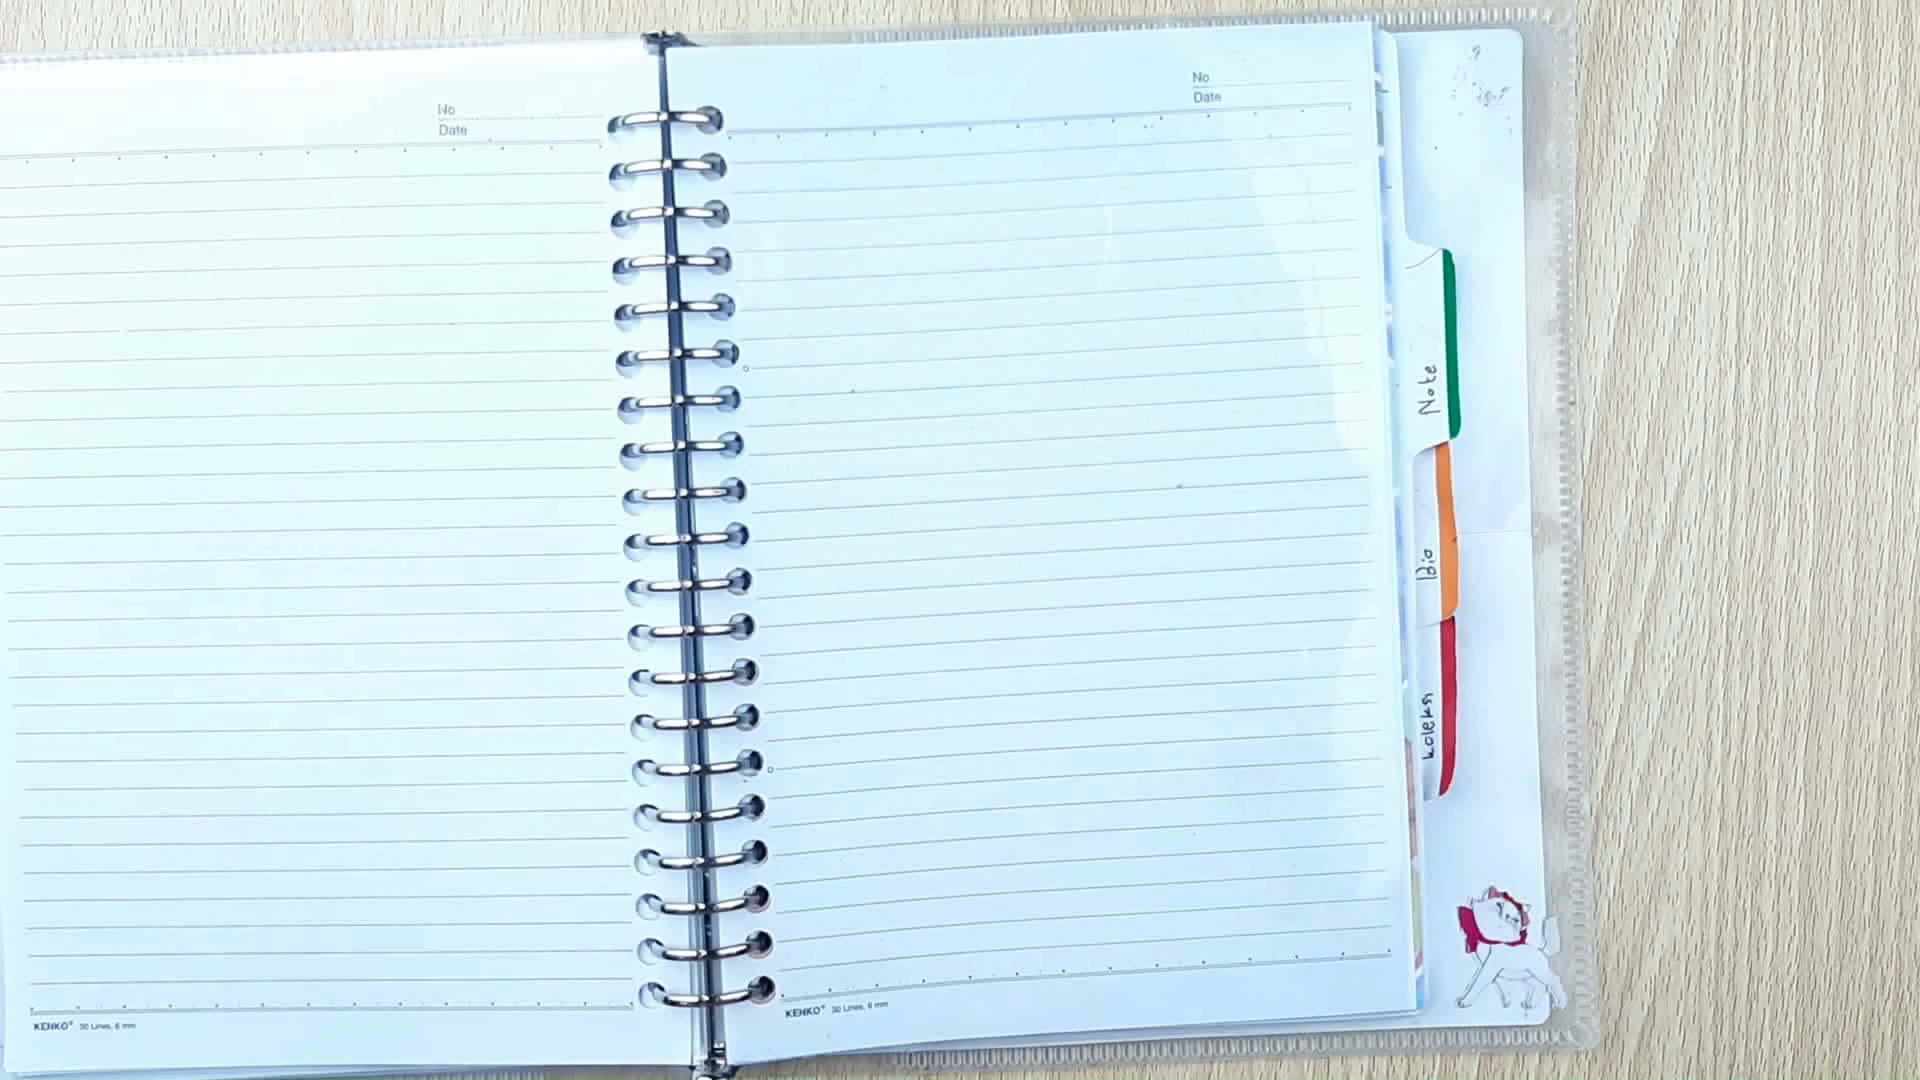 No
Date
KENKO® 30 Lines, 6 mm
No
Date
KENKO® 30 Lines, 6 mm
Note
Bio
koleksi